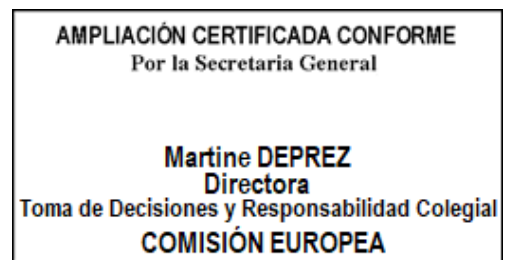 AMPLIACIÓN CERTIFICADA CONFORME
Por la Secretaria General
Martine DEPREZ
Directora
Toma de Decisiones y Responsabilidad Colegial
COMISIÓN EUROPEA